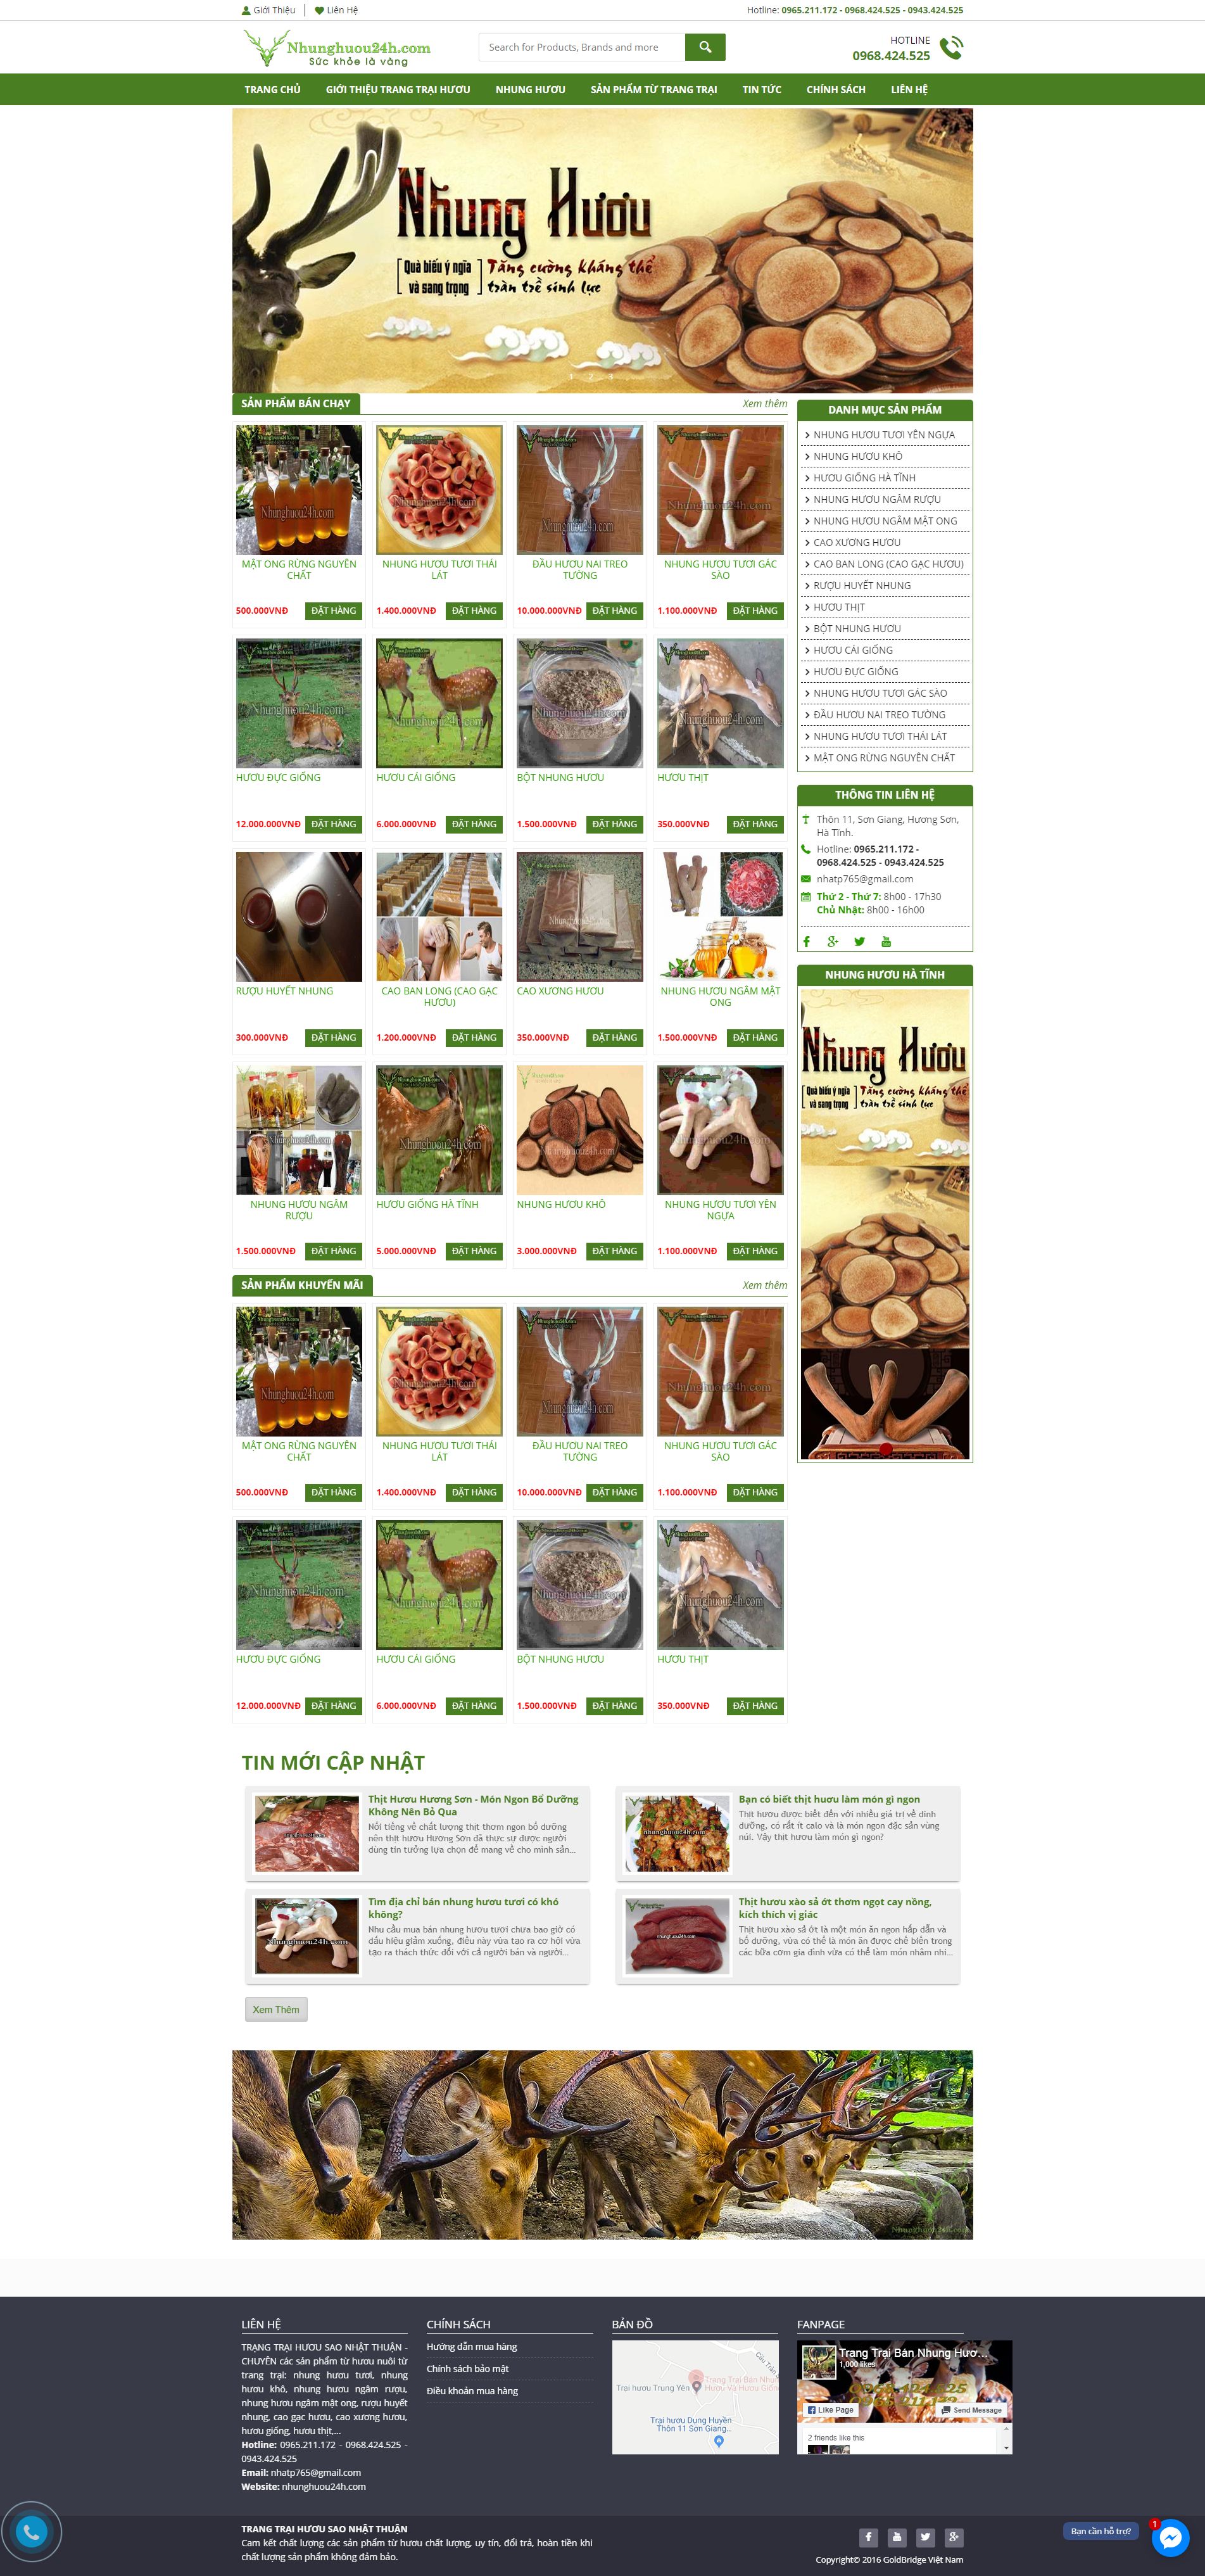 Giới Thiệu
Liên Hệ
Hotline: 0965.211.172 - 0968.424.525 - 0943.424.525
Nhunghuou24h.com
Sức khỏe là vàng
Search for Products, Brands and more
HOTLINE
0968.424.525
TRANG CHỦ
GIỚI THIỆU TRANG TRẠI HƯƠU
NHUNG HƯƠU
SẢN PHẨM TỪ TRANG TRẠI
TIN TỨC
CHÍNH SÁCH
LIÊN HỆ
Nhung Hươu
Quà biếu ý nghĩa
và sang trọng
Tăng cường kháng thể
tràn trề sinh lực
1 2 3
SẢN PHẨM BÁN CHẠY
Xem thêm
MẬT ONG RỪNG NGUYÊN
CHẤT
500.000VNĐ
ĐẶT HÀNG
NHUNG HƯƠU TƯƠI THÁI
LÁT
1.400.000VNĐ
ĐẶT HÀNG
ĐẦU HƯƠU NAI TREO
TƯỜNG
10.000.000VNĐ
ĐẶT HÀNG
NHUNG HƯƠU TƯƠI GÁC
SÀO
1.100.000VNĐ
ĐẶT HÀNG
HƯƠU ĐỰC GIỐNG
12.000.000VNĐ
ĐẶT HÀNG
HƯƠU CÁI GIỐNG
6.000.000VNĐ
ĐẶT HÀNG
BỘT NHUNG HƯƠU
1.500.000VNĐ
ĐẶT HÀNG
HƯƠU THỊT
350.000VNĐ
ĐẶT HÀNG
RƯỢU HUYẾT NHUNG
300.000VNĐ
ĐẶT HÀNG
CAO BAN LONG (CAO GẠC
HƯƠU)
1.200.000VNĐ
ĐẶT HÀNG
CAO XƯƠNG HƯƠU
350.000VNĐ
ĐẶT HÀNG
NHUNG HƯƠU NGÂM MẬT
ONG
1.500.000VNĐ
ĐẶT HÀNG
NHUNG HƯƠU NGÂM
RƯỢU
1.500.000VNĐ
ĐẶT HÀNG
HƯƠU GIỐNG HÀ TĨNH
5.000.000VNĐ
ĐẶT HÀNG
NHUNG HƯƠU KHÔ
3.000.000VNĐ
ĐẶT HÀNG
NHUNG HƯƠU TƯƠI YÊN
NGỰA
1.100.000VNĐ
ĐẶT HÀNG
DANH MỤC SẢN PHẨM
NHUNG HƯƠU TƯƠI YÊN NGỰA
NHUNG HƯƠU KHÔ
HƯƠU GIỐNG HÀ TĨNH
NHUNG HƯƠU NGÂM RƯỢU
NHUNG HƯƠU NGÂM MẬT ONG
CAO XƯƠNG HƯƠU
CAO BAN LONG (CAO GẠC HƯƠU)
RƯỢU HUYẾT NHUNG
HƯƠU THỊT
BỘT NHUNG HƯƠU
HƯƠU CÁI GIỐNG
HƯƠU ĐỰC GIỐNG
NHUNG HƯƠU TƯƠI GÁC SÀO
ĐẦU HƯƠU NAI TREO TƯỜNG
NHUNG HƯƠU TƯƠI THÁI LÁT
MẬT ONG RỪNG NGUYÊN CHẤT
THÔNG TIN LIÊN HỆ
Thôn 11, Sơn Giang, Hương Sơn,
Hà Tĩnh.
Hotline: 0965.211.172 -
0968.424.525 - 0943.424.525
nhatp765@gmail.com
Thứ 2 - Thứ 7: 8h00 - 17h30
Chủ Nhật: 8h00 - 16h00
NHUNG HƯƠU HÀ TĨNH
Nhung Hươu
Quà biếu ý nghĩa
và sang trọng
Tăng cường kháng thể
tràn trề sinh lực
SẢN PHẨM KHUYẾN MÃI
Xem thêm
MẬT ONG RỪNG NGUYÊN
CHẤT
500.000VNĐ
ĐẶT HÀNG
NHUNG HƯƠU TƯƠI THÁI
LÁT
1.400.000VNĐ
ĐẶT HÀNG
ĐẦU HƯƠU NAI TREO
TƯỜNG
10.000.000VNĐ
ĐẶT HÀNG
NHUNG HƯƠU TƯƠI GÁC
SÀO
1.100.000VNĐ
ĐẶT HÀNG
HƯƠU ĐỰC GIỐNG
12.000.000VNĐ
ĐẶT HÀNG
HƯƠU CÁI GIỐNG
6.000.000VNĐ
ĐẶT HÀNG
BỘT NHUNG HƯƠU
1.500.000VNĐ
ĐẶT HÀNG
HƯƠU THỊT
350.000VNĐ
ĐẶT HÀNG
TIN MỚI CẬP NHẬT
Thịt Hươu Hương Sơn - Món Ngon Bổ Dưỡng
Không Nên Bỏ Qua
Nổi tiếng về chất lượng thịt thơm ngon bổ dưỡng
nên thịt hươu Hương Sơn đã thực sự được người
dùng tin tưởng lựa chọn để mang về cho mình sản...
Bạn có biết thịt huơu làm món gì ngon
Thịt hươu được biết đến với nhiều giá trị về dinh
dưỡng, có rất ít calo và là món ngon đặc sản vùng
núi. Vậy thịt hươu làm món gì ngon?
Tìm địa chỉ bán nhung hươu tươi có khó
không?
Nhu cầu mua bán nhung hươu tươi chưa bao giờ có
dấu hiệu giảm xuống, điều này vừa tạo ra cơ hội vừa
tạo ra thách thức đối với cả người bán và người...
Thịt hươu xào sả ớt thơm ngọt cay nồng,
kích thích vị giác
Thịt hươu xào sả ớt là một món ăn ngon hấp dẫn và
bổ dưỡng, vừa có thể là món ăn được chế biến trong
các bữa cơm gia đình vừa có thể làm món nhâm nhi...
Xem Thêm
Nhunghuou24h.com
LIÊN HỆ
TRANG TRẠI HƯƠU SAO NHẬT THUẬN -
CHUYÊN các sản phẩm từ hươu nuôi từ
trang trại: nhung hươu tươi, nhung
hươu khô, nhung hươu ngâm rượu,
nhung hươu ngâm mật ong, rượu huyết
nhung, cao gạc hươu, cao xương hươu,
hươu giống, hươu thịt,...
Hotline: 0965.211.172 - 0968.424.525 -
0943.424.525
Email: nhatp765@gmail.com
Website: nhunghuou24h.com
CHÍNH SÁCH
Hướng dẫn mua hàng
Chính sách bảo mật
Điều khoản mua hàng
BẢN ĐỒ
Trại hươu Trung Yên
Trang Trại Bán Nhun
Hươu Và Hươu Giốn
Trại hươu Dung Huyền
Thôn 11 Sơn Giang...
FANPAGE
Trang Trại Bán Nhung Hươ...
1,000 likes
Like Page
Send Message
2 friends like this
TRANG TRẠI HƯƠU SAO NHẬT THUẬN
Cam kết chất lượng các sản phẩm từ hươu chất lượng, uy tín, đổi trả, hoàn tiền khi
chất lượng sản phẩm không đảm bảo.
Copyright© 2016 GoldBridge Việt Nam
Bạn cần hỗ trợ?
1